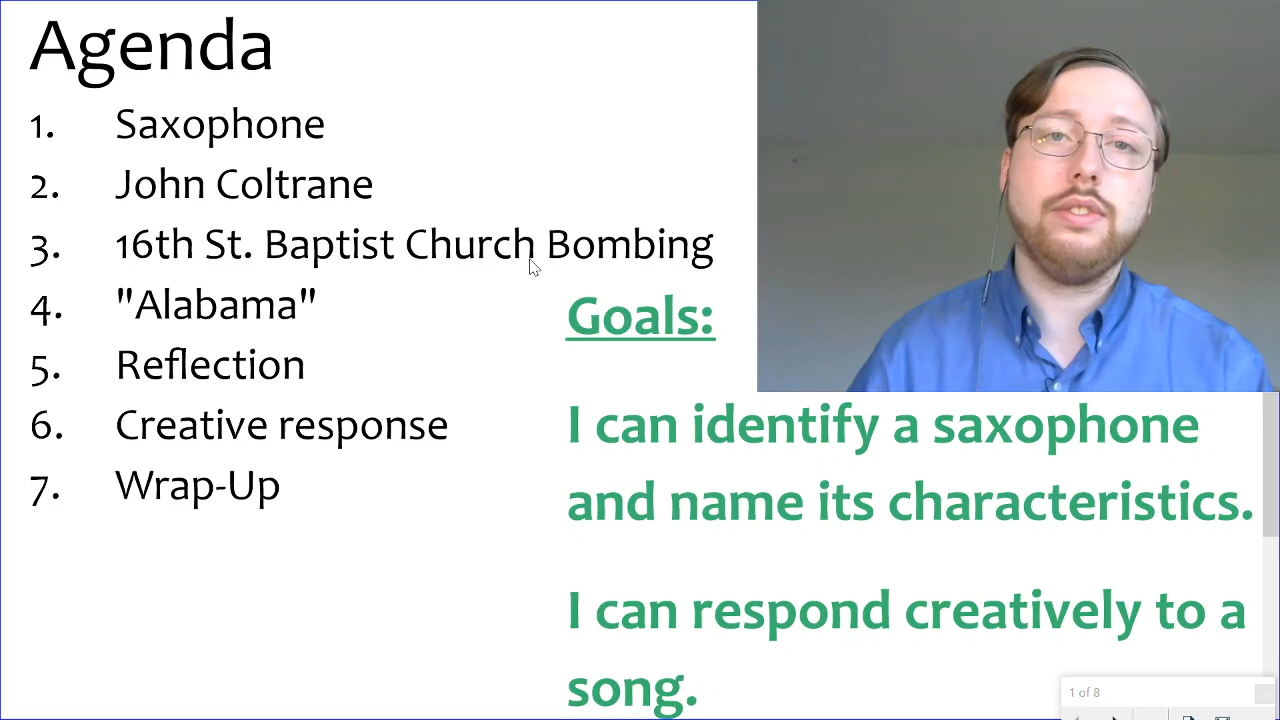 Agenda
1. Saxophone
2. John Coltrane
3. 16th St. Baptist Church Bombing
4. "Alabama"
5. Reflection
6. Creative response
7. Wrap-Up
Goals:
I can identify a saxophone
and name its characteristics.
I can respond creatively to a
song.
1 of 8